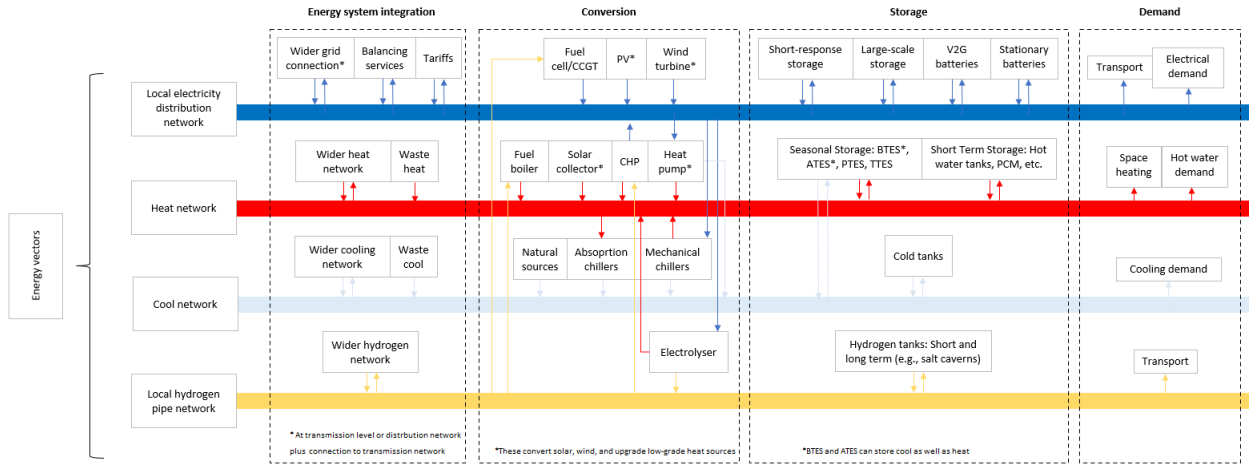 Energy system integration
Conversion
Storage
Demand
Wider grid
connection*
Balancing
services
Tariffs
Fuel
cell/CCGT
PV*
Wind
turbine*
Short-response
storage
Large-scale
storage
V2G
batteries
Stationary
batteries
Transport
Electrical
demand
Local electricity
distribution
network
Wider heat
network
Waste
heat
Fuel
boiler
Solar
collector*
CHP
Heat
pump*
Seasonal Storage: BTES*,
ATES*, PTES, TTES
Short Term Storage: Hot
water tanks, PCM, etc.
Space
heating
Hot water
demand
Energy vectors
Heat network
Wider cooling
network
Waste
cool
Natural
sources
Absoprtion
chillers
Mechanical
chillers
Cold tanks
Cooling demand
Cool network
Wider hydrogen
network
Electrolyser
Hydrogen tanks: Short and
long term (e.g., salt caverns)
Transport
Local hydrogen
pipe network
* At transmission level or distrbution network
plus connection to transmission network
*These convert solar, wind, and upgrade low-grade heat sources
*BTES and ATES can store cool as well as heat